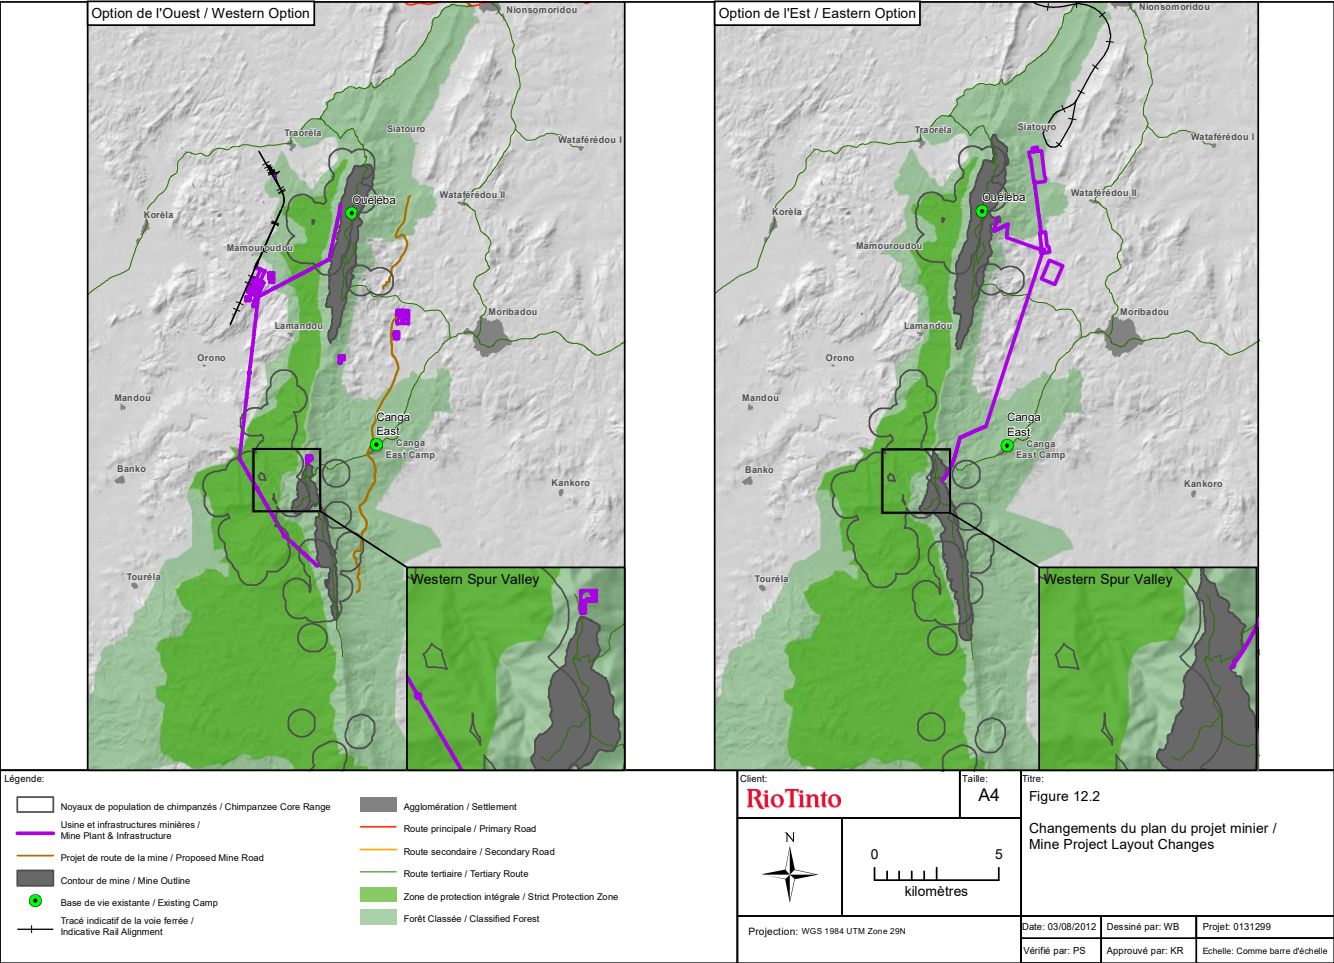 Option de l'Ouest / Western Option
Nionsomoridou
Traoréla
Siatouro
Wataférédou I
Ouéléba
Wataférédou II
Korèla
Mamouroudou
Lamandou
Moribadou
Orono
Mandou
Canga
East
Canga
East Camp
Banko
Kankoro
Touréla
Western Spur Valley
Option de l'Est / Eastern Option
Nionsomoridou
Traoréla
Siatouro
Wataférédou I
Ouéléba
Wataférédou II
Korèla
Mamouroudou
Lamandou
Moribadou
Orono
Mandou
Canga
East
Canga
East Camp
Banko
Kankoro
Touréla
Western Spur Valley
Légende:
Noyaux de population de chimpanzés / Chimpanzee Core Range
Usine et infrastructures minières /
Mine Plant & Infrastructure
Projet de route de la mine / Proposed Mine Road
Contour de mine / Mine Outline
Base de vie existante / Existing Camp
Tracé indicatif de la voie ferrée /
Indicative Rail Alignment
Agglomération / Settlement
Route principale / Primary Road
Route secondaire / Secondary Road
Route tertiaire / Tertiary Route
Zone de protection intégrale / Strict Protection Zone
Forêt Classée / Classified Forest
Client:
RioTinto
Taille:
A4
Titre:
Figure 12.2
Changements du plan du projet minier /
Mine Project Layout Changes
N
0 5
kilomètres
Projection: WGS 1984 UTM Zone 29N
Date: 03/08/2012
Dessiné par: WB
Projet: 0131299
Vérifié par: PS
Approuvé par: KR
Echelle: Comme barre d'échelle